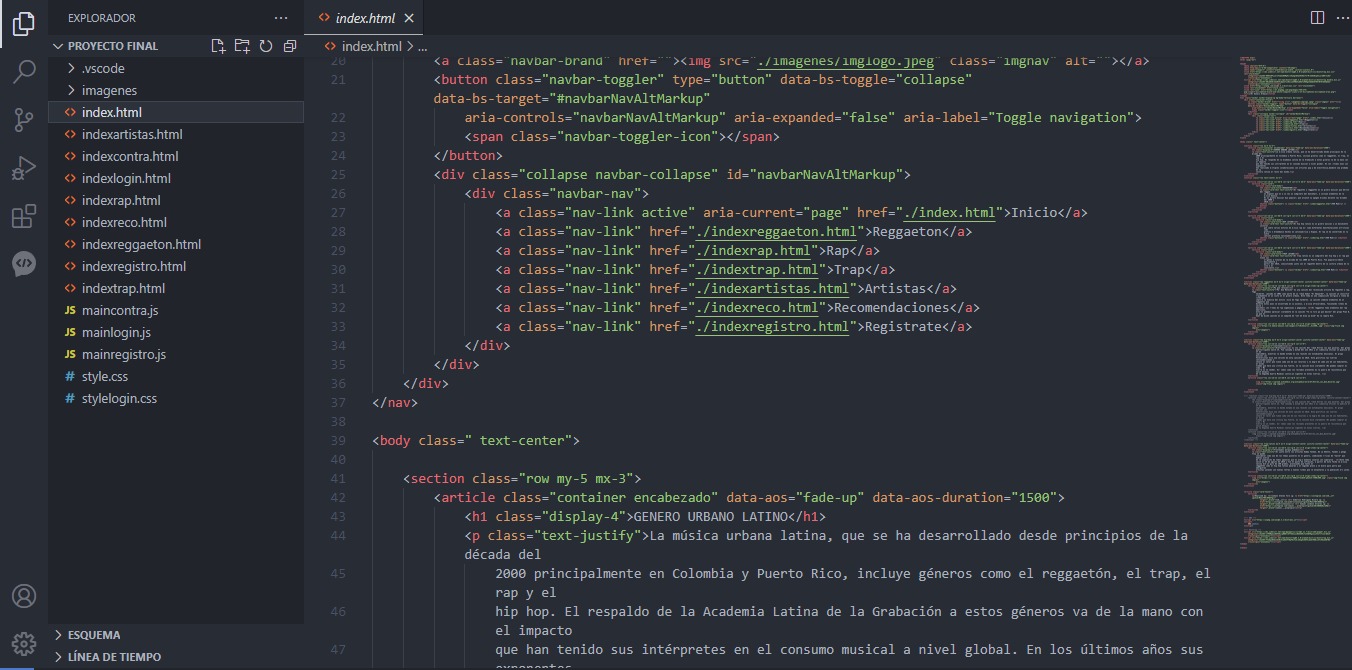 EXPLORADOR
index.html
PROYECTO FINAL
index.html > ...
.vscode
imagenes
index.html
indexartistas.html
indexcontra.html
indexlogin.html
indexrap.html
indexreco.html
indexreggaeton.html
indexregistro.html
indextrap.html
JS maincontra.js
JS mainlogin.js
JS mainregistro.js
# style.css
# stylelogin.css
ESQUEMA
LÍNEA DE TIEMPO
20 <a class="navbar-brand" href=""><img src="./imagenes/imglogo.jpeg" class="imgnav" alt=""></a>
21 <button class="navbar-toggler" type="button" data-bs-toggle="collapse"
data-bs-target="#navbarNavAltMarkup"
22 aria-controls="navbarNavAltMarkup" aria-expanded="false" aria-label="Toggle navigation">
23 <span class="navbar-toggler-icon"></span>
24 </button>
25 <div class="collapse navbar-collapse" id="navbarNavAltMarkup">
26 <div class="navbar-nav">
27 <a class="nav-link active" aria-current="page" href="./index.html">Inicio</a>
28 <a class="nav-link" href="./indexreggaeton.html">Reggaeton</a>
29 <a class="nav-link" href="./indexrap.html">Rap</a>
30 <a class="nav-link" href="./indextrap.html">Trap</a>
31 <a class="nav-link" href="./indexartistas.html">Artistas</a>
32 <a class="nav-link" href="./indexreco.html">Recomendaciones</a>
33 <a class="nav-link" href="./indexregistro.html">Registrate</a>
34 </div>
35 </div>
36 </div>
37 </nav>
38
39 <body class=" text-center">
40
41 <section class="row my-5 mx-3">
42 <article class="container encabezado" data-aos="fade-up" data-aos-duration="1500">
43 <h1 class="display-4">GENERO URBANO LATINO</h1>
44 <p class="text-justify">La música urbana latina, que se ha desarrollado desde principios de la
década del
45 2000 principalmente en Colombia y Puerto Rico, incluye géneros como el reggaetón, el trap, el
rap y el
46 hip hop. El respaldo de la Academia Latina de la Grabación a estos géneros va de la mano con
el impacto
47 que han tenido sus intérpretes en el consumo musical a nivel global. En los últimos años sus
exponentes